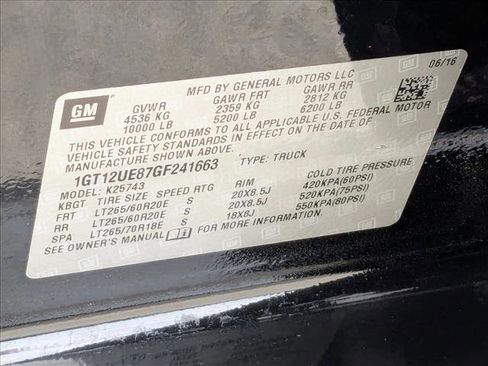 GM
MFD BY GENERAL MOTORS LLC
06/16
GVWR GAWR FRT GAWR RR
4536 KG 2359 KG 2812 KG
10000 LB 5200 LB 6200 LB
THIS VEHICLE CONFORMS TO ALL APPLICABLE U.S. FEDERAL MOTOR
VEHICLE SAFETY STANDARDS IN EFFECT ON THE DATE OF
MANUFACTURE SHOWN ABOVE.
1GT12UE87GF241663 TYPE: TRUCK
MODEL: K25743
KBGT TIRE SIZE SPEED RTG RIM COLD TIRE PRESSURE
FRT LT265/60R20E S 20X8.5J 420KPA(60PSI)
RR LT265/60R20E S 20X8.5J 520KPA(75PSI)
SPA LT265/70R18E S 18X8J 550KPA(80PSI)
SEE OWNER'S MANUAL